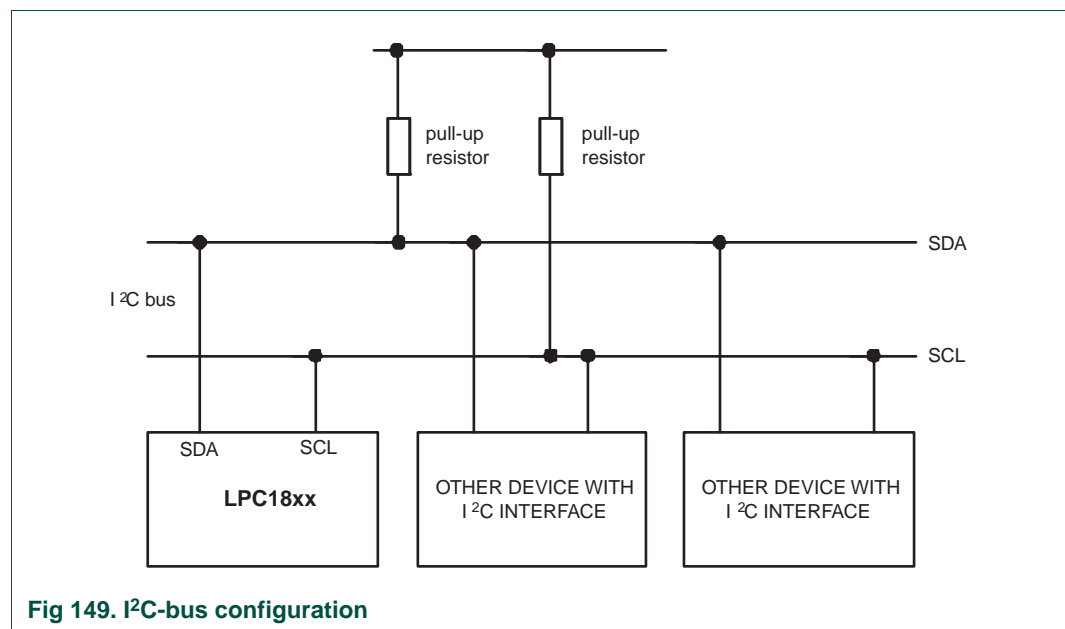 pull-up
resistor
pull-up
resistor
SDA
I ²C bus
SCL
SDA
SCL
LPC18xx
OTHER DEVICE WITH
I ²C INTERFACE
OTHER DEVICE WITH
I ²C INTERFACE
Fig 149. I²C-bus configuration